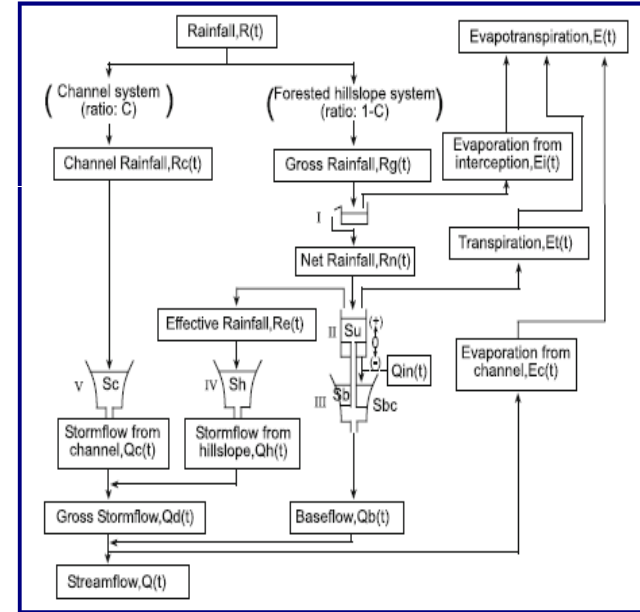 Rainfall,R(t)
Evapotranspiration,E(t)
Channel system
(ratio: C)
(Forested hillslope system)
(ratio: 1-C)
Channel Rainfall,Rc(t)
Gross Rainfall,Rg(t)
Evaporation from
interception,Ei(t)
I
Net Rainfall,Rn(t)
Transpiration,Et(t)
Effective Rainfall,Re(t)
II
Su
(+)
0
(-)
Qin(t)
Evaporation from
channel,Ec(t)
V
Sc
IV
Sh
III
Sb
Sbc
Stormflow from
channel,Qc(t)
Stormflow from
hillslope,Qh(t)
Gross Stormflow,Qd(t)
Baseflow,Qb(t)
Streamflow,Q(t)